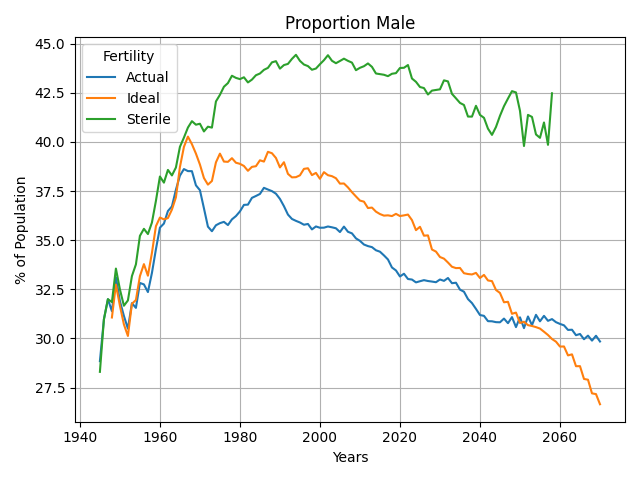 Proportion Male
45.0
42.5
40.0
37.5
35.0
32.5
30.0
27.5
% of Population
Fertility
Actual
Ideal
Sterile
1940 1960 1980 2000 2020 2040 2060
Years